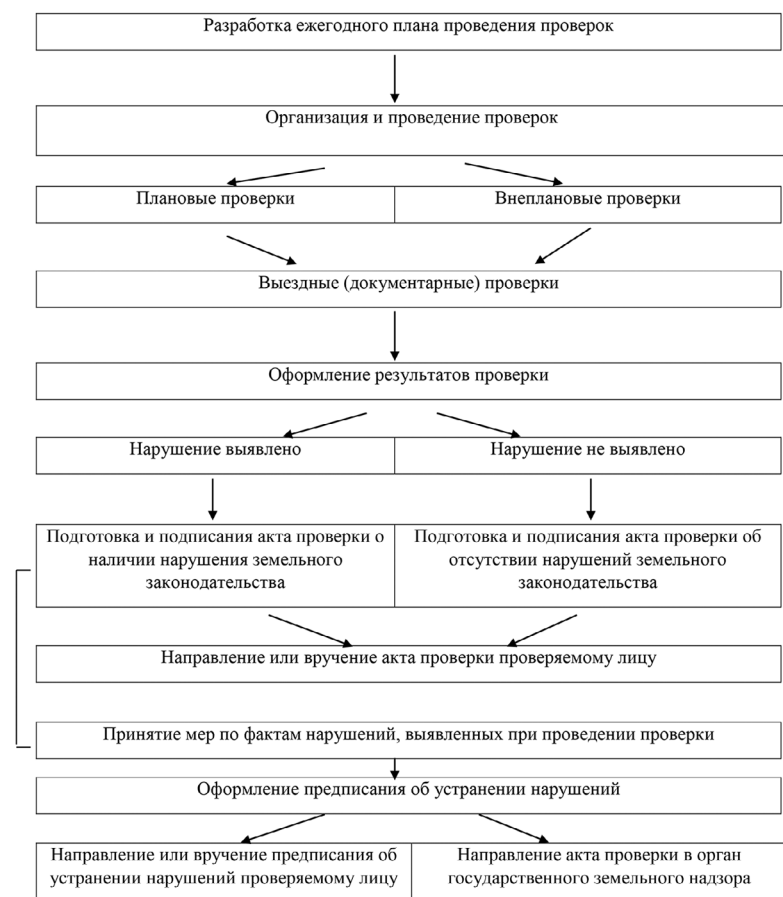 Разработка ежегодного плана проведения проверок
Организация и проведение проверок
Плановые проверки
Внеплановые проверки
Выездные (документарные) проверки
Оформление результатов проверки
Нарушение выявлено
Нарушение не выявлено
Подготовка и подписания акта проверки о
наличии нарушения земельного
законодательства
Подготовка и подписания акта проверки об
отсутствии нарушений земельного
законодательства
Направление или вручение акта проверки проверяемому лицу
Принятие мер по фактам нарушений, выявленных при проведении проверки
Оформление предписания об устранении нарушений
Направление или вручение предписания об
устранении нарушений проверяемому лицу
Направление акта проверки в орган
государственного земельного надзора